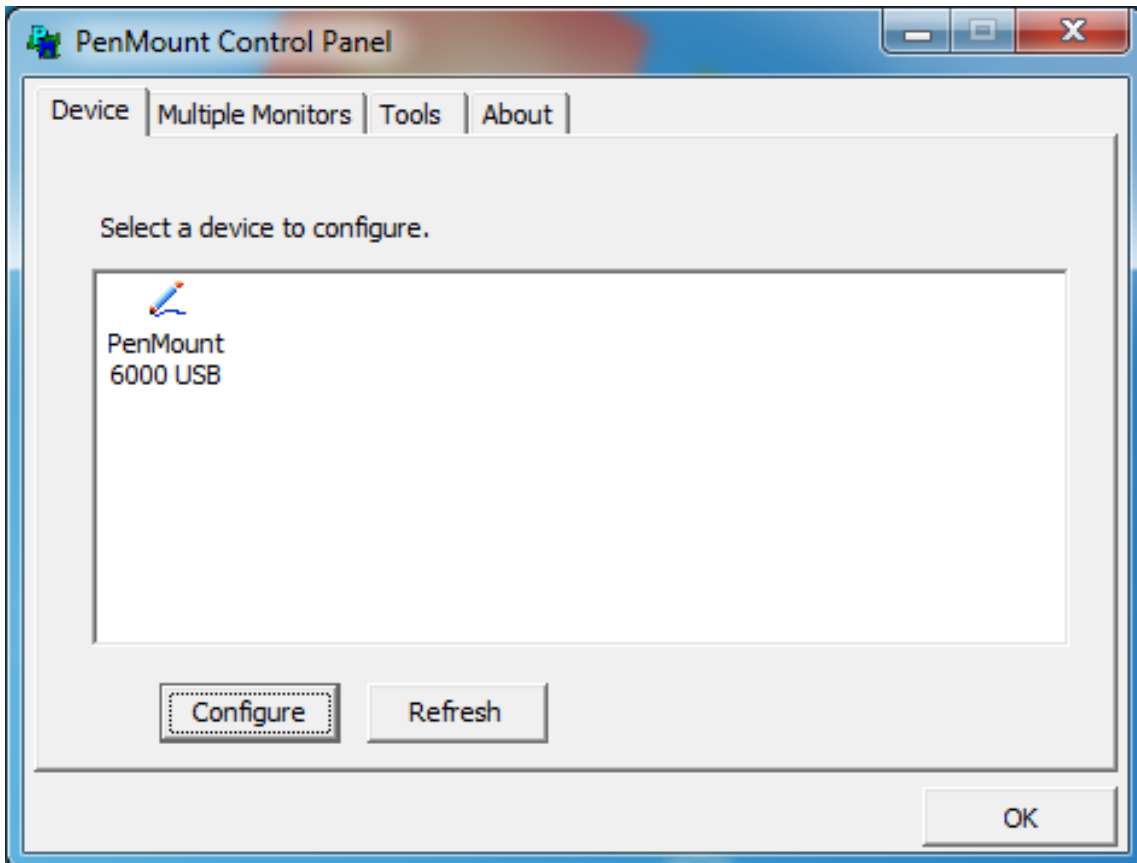 PenMount Control Panel
Device Multiple Monitors Tools About
Select a device to configure.
PenMount
6000 USB
Configure Refresh
OK